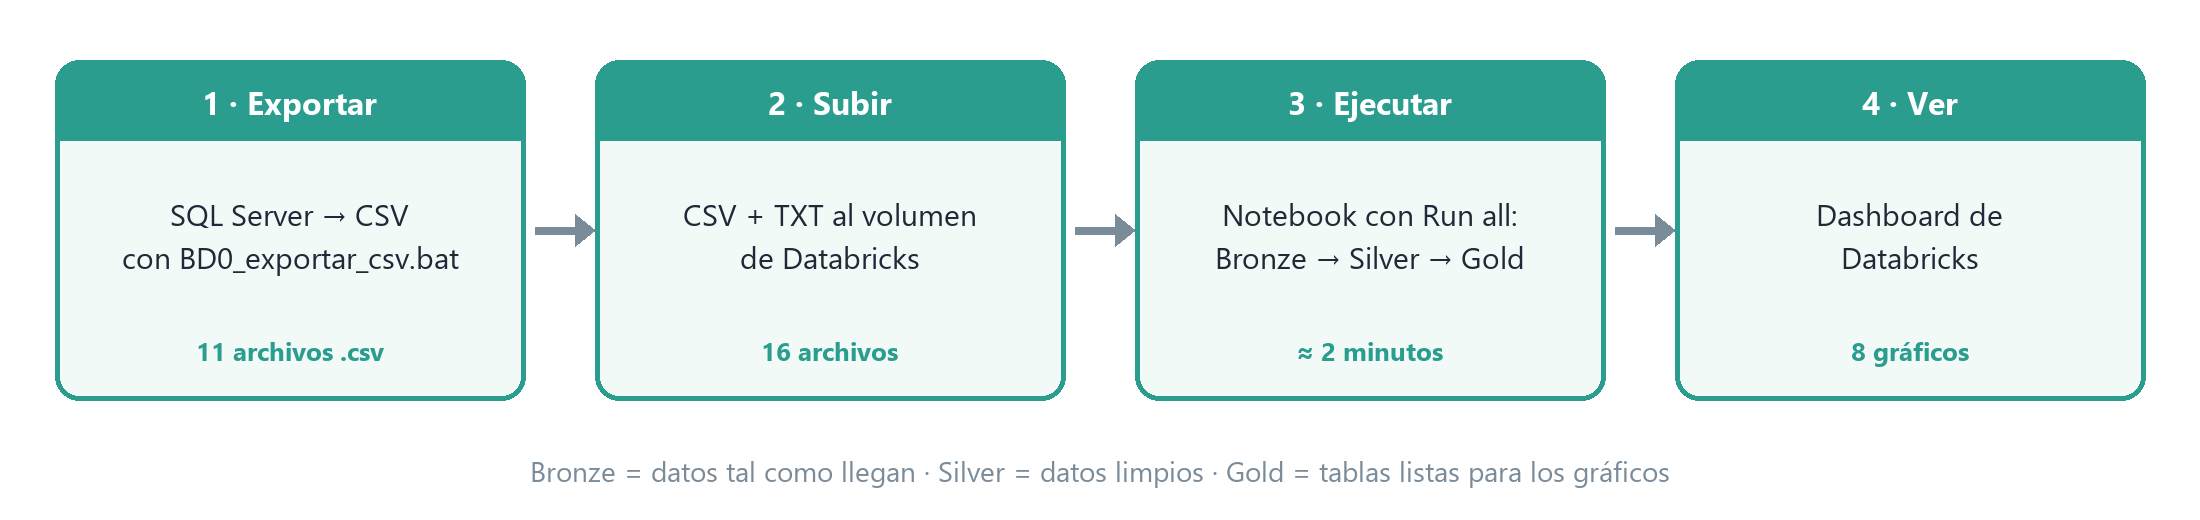 1 · Exportar
SQL Server → CSV
con BD0_exportar_csv.bat
11 archivos .csv
2 · Subir
CSV + TXT al volumen
de Databricks
16 archivos
3 · Ejecutar
Notebook con Run all:
Bronze → Silver → Gold
≈ 2 minutos
4 · Ver
Dashboard de
Databricks
8 gráficos
Bronze = datos tal como llegan · Silver = datos limpios · Gold = tablas listas para los gráficos